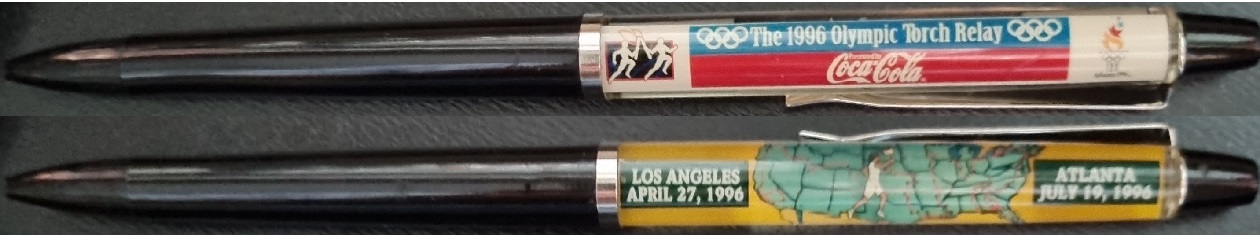 The 1996 Olympic Torch Relay
Coca-Cola
LOS ANGELES
APRIL 27, 1996
ATLANTA
JULY 19, 1996